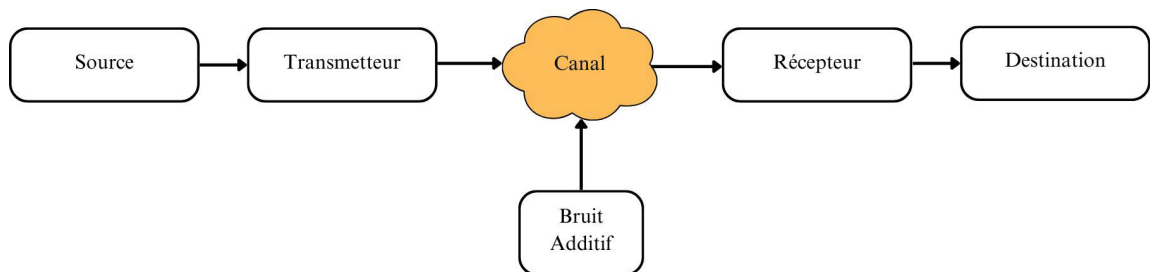 Source
Transmetteur
Canal
Récepteur
Destination
Bruit
Additif